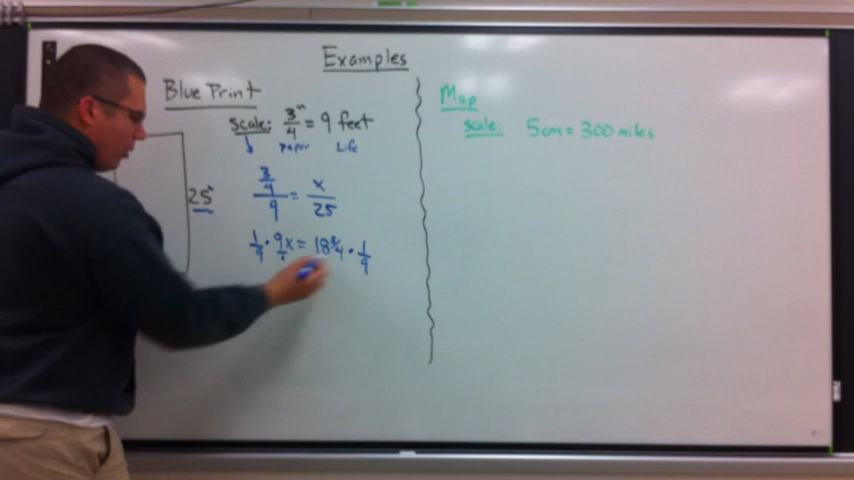 Examples
Blue Print
scale: 3/4" = 9 feet
paper Life
25'
3/4 / 9 = x / 25
1/9 · 9/1 x = 18 3/4 · 1/9
Map
scale: 5cm = 300 miles